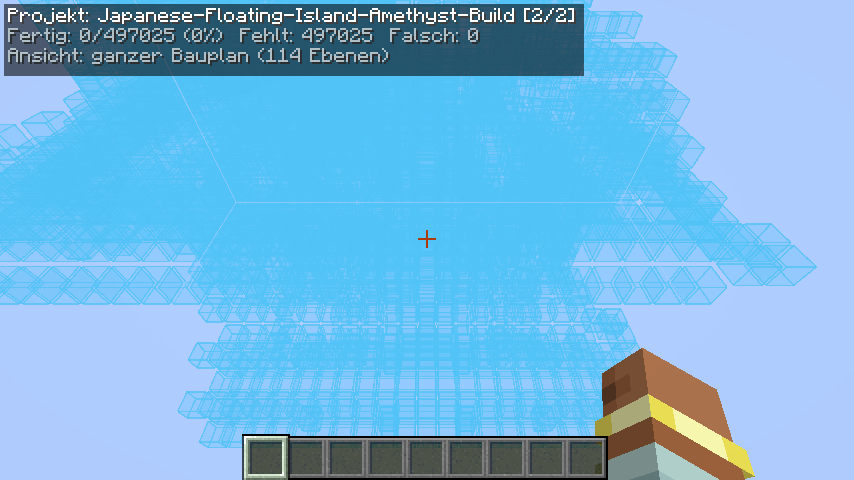 Projekt: Japanese-Floating-Island-Amethyst-Build [2/2]
Fertig: 0/497025 (0%) Fehlt: 497025 Falsch: 0
Ansicht: ganzer Bauplan (114 Ebenen)